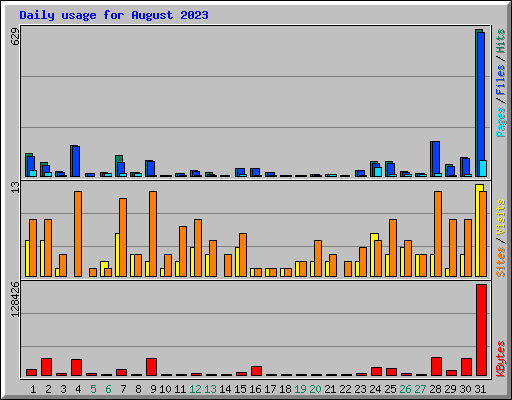 Daily usage for August 2023
629
Pages / Files / Hits
13
Sites / Visits
128426
KBytes
1 2 3 4 5 6 7 8 9 10 11 12 13 14 15 16 17 18 19 20 21 22 23 24 25 26 27 28 29 30 31